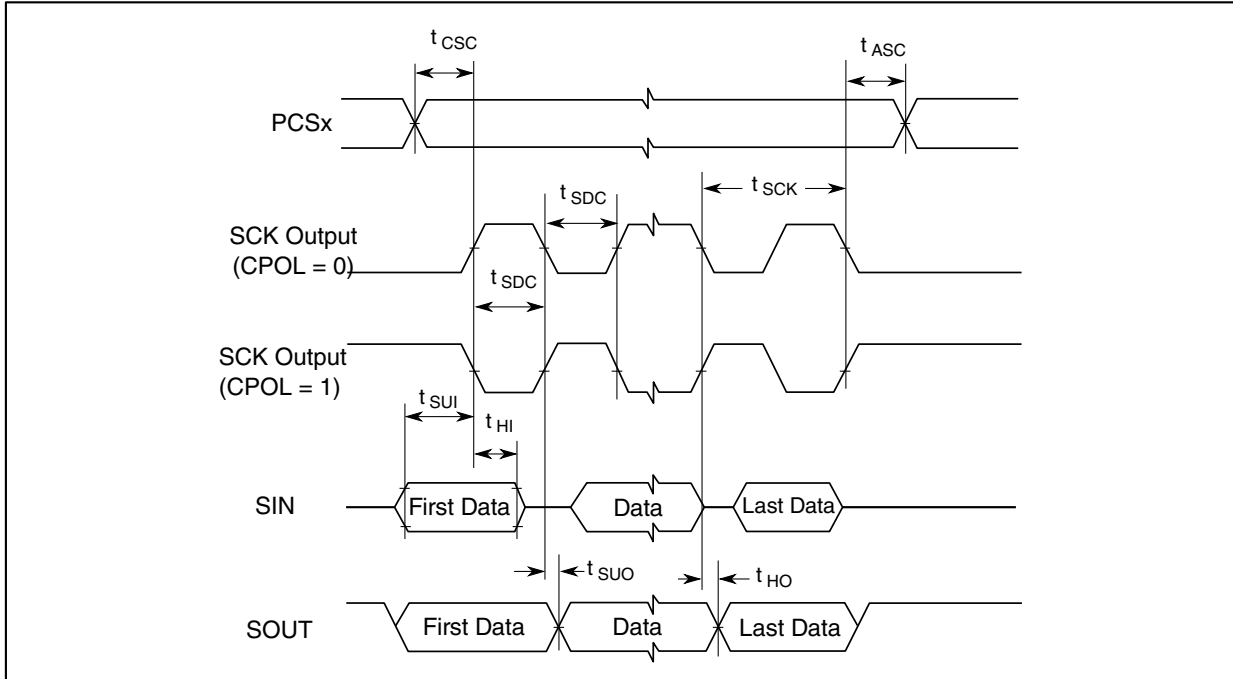 t CSC
t ASC
PCSx
t SDC
t SCK
SCK Output
(CPOL = 0)
t SDC
SCK Output
(CPOL = 1)
t SUI
t HI
SIN
First Data
Data
Last Data
t SUO
t HO
SOUT
First Data
Data
Last Data